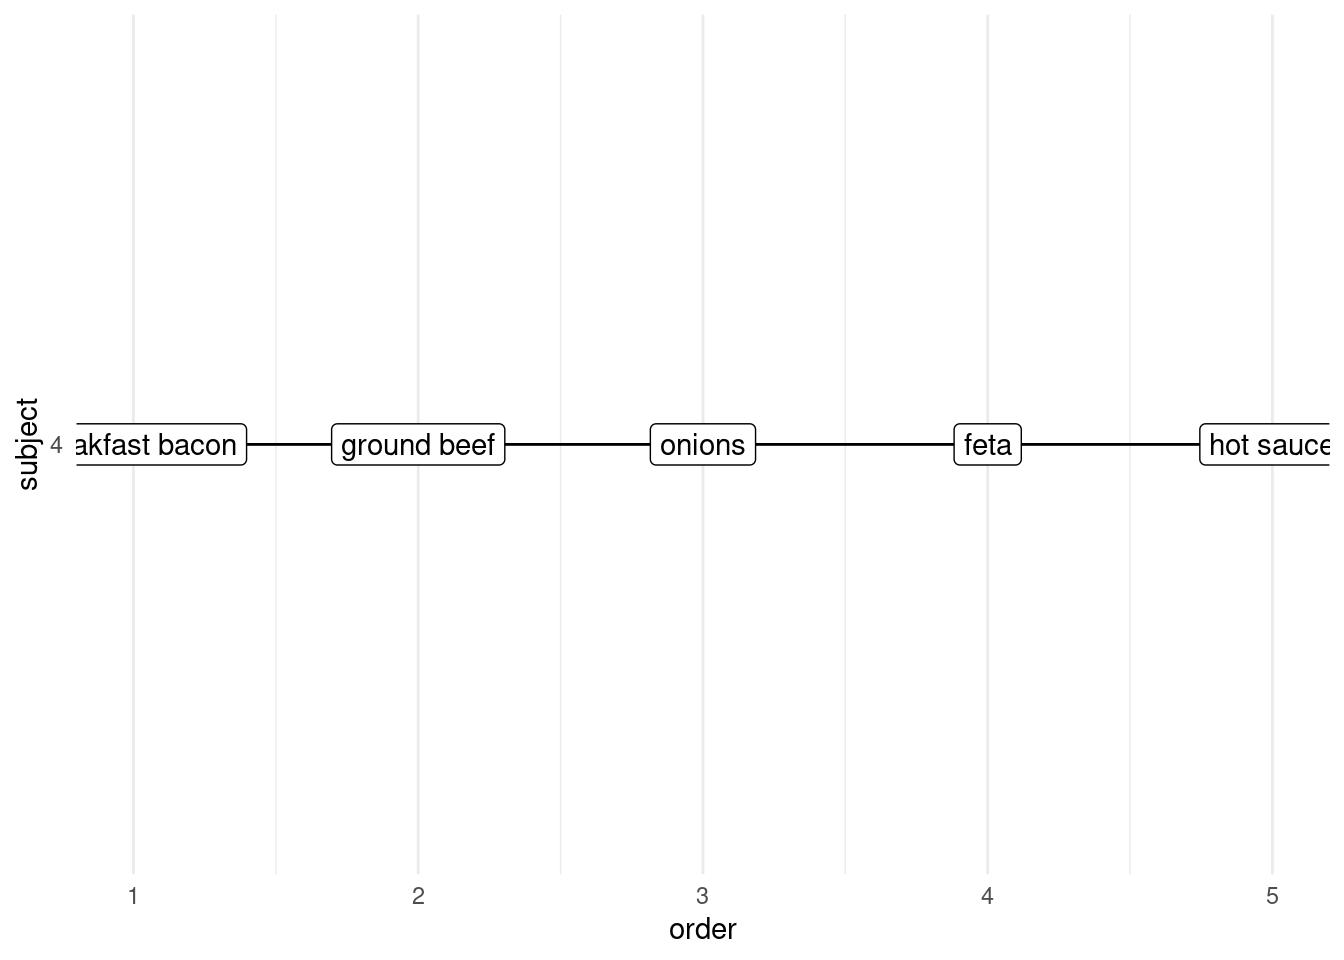 subject
4
akfast bacon
ground beef
onions
feta
hot sauce
1
2
3
4
5
order